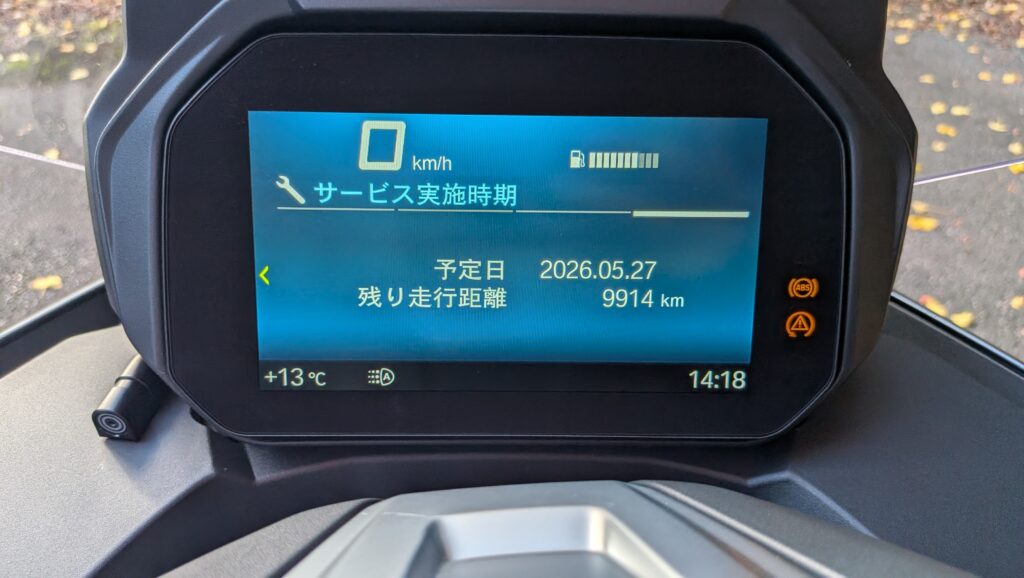 0 km/h
サービス実施時期
予定日 2026.05.27
残り走行距離 9914 km
ABS
+13℃ A 14:18